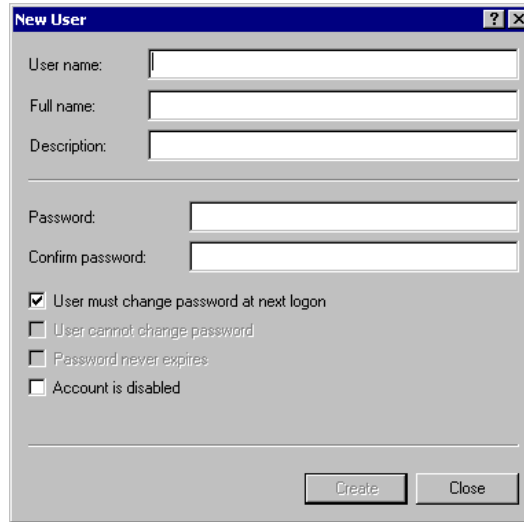 New User
User name:
Full name:
Description:
Password:
Confirm password:
User must change password at next logon
User cannot change password
Password never expires
Account is disabled
Create Close